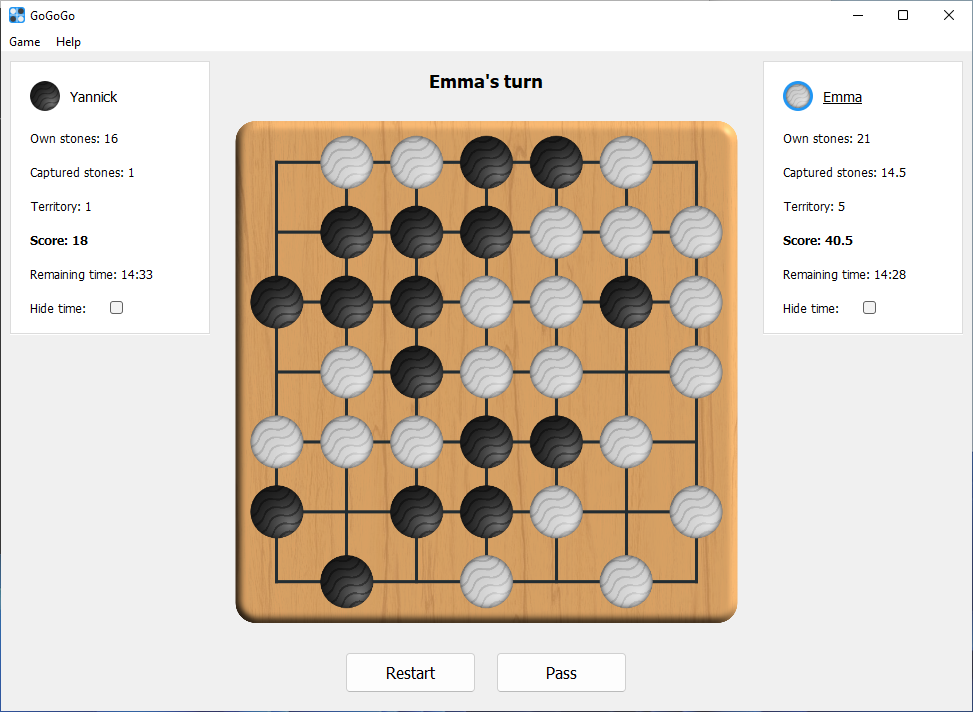 GoGoGo
Game Help
Emma's turn
Yannick
Own stones: 16
Captured stones: 1
Territory: 1
Score: 18
Remaining time: 14:33
Hide time:
Emma
Own stones: 21
Captured stones: 14.5
Territory: 5
Score: 40.5
Remaining time: 14:28
Hide time:
Restart
Pass